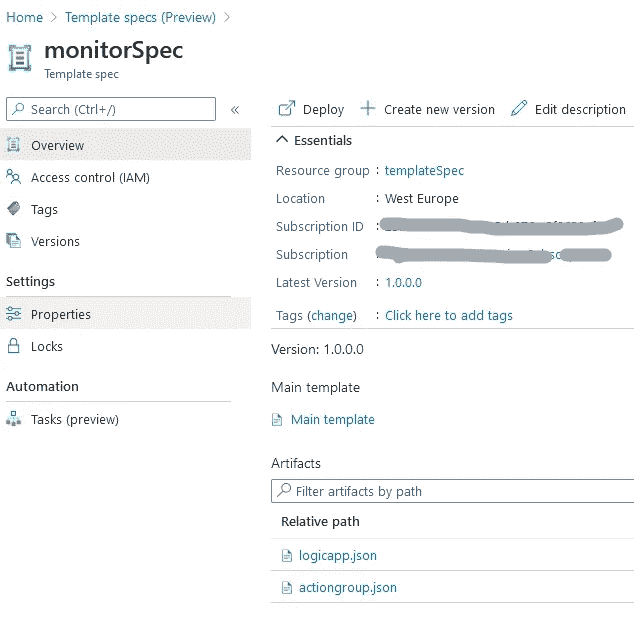 Home > Template specs (Preview) >
monitorSpec
Template spec
Search (Ctrl+/)
«
Overview
Access control (IAM)
Tags
Versions
Settings
Properties
Locks
Automation
Tasks (preview)
Deploy
Create new version
Edit description
Essentials
Resource group : templateSpec
Location : West Europe
Subscription ID :
Subscription
Latest Version : 1.0.0.0
Tags (change) : Click here to add tags
Version: 1.0.0.0
Main template
Main template
Artifacts
Filter artifacts by path
Relative path
logicapp.json
actiongroup.json